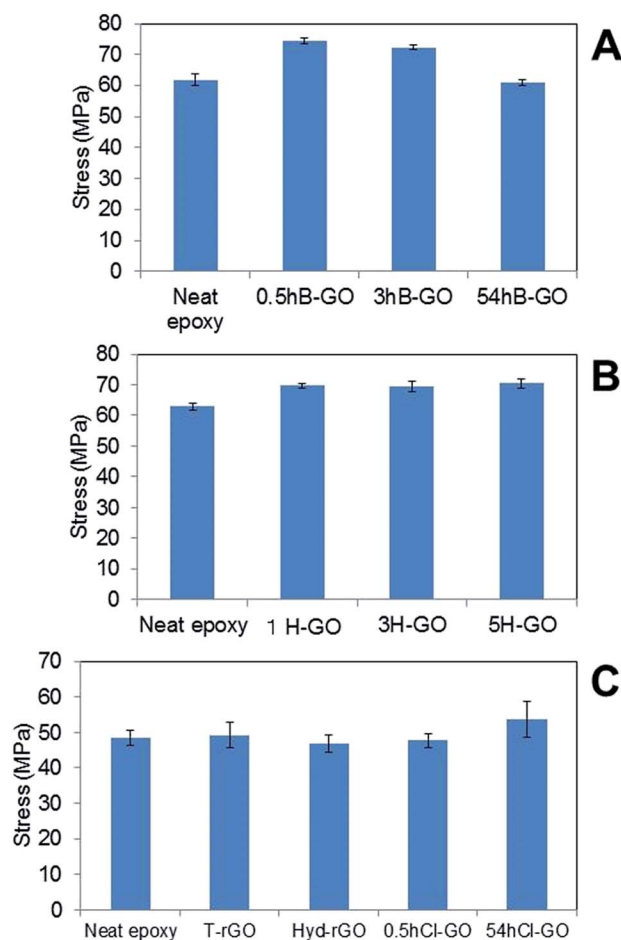 A
Stress (MPa)
80
70
60
50
40
30
20
10
0
Neat epoxy
0.5hB-GO
3hB-GO
54hB-GO
B
Stress (MPa)
80
70
60
50
40
30
20
10
0
Neat epoxy
1 H-GO
3H-GO
5H-GO
C
Stress (MPa)
70
60
50
40
30
20
10
0
Neat epoxy
T-rGO
Hyd-rGO
0.5hCl-GO
54hCl-GO